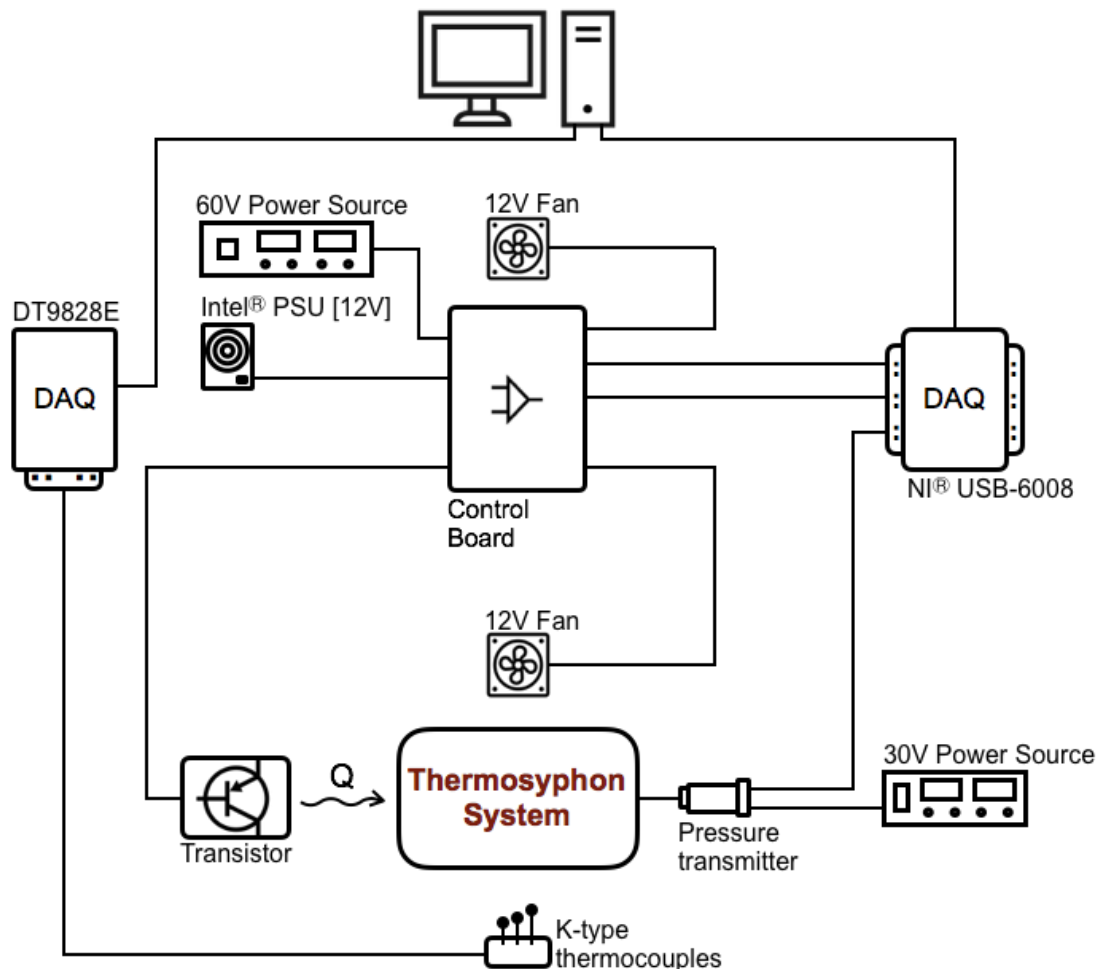 60V Power Source
12V Fan
DT9828E
Intel® PSU [12V]
DAQ
DAQ
NI® USB-6008
Control
Board
12V Fan
30V Power Source
Q
Thermosyphon
System
Transistor
Pressure
transmitter
K-type
thermocouples